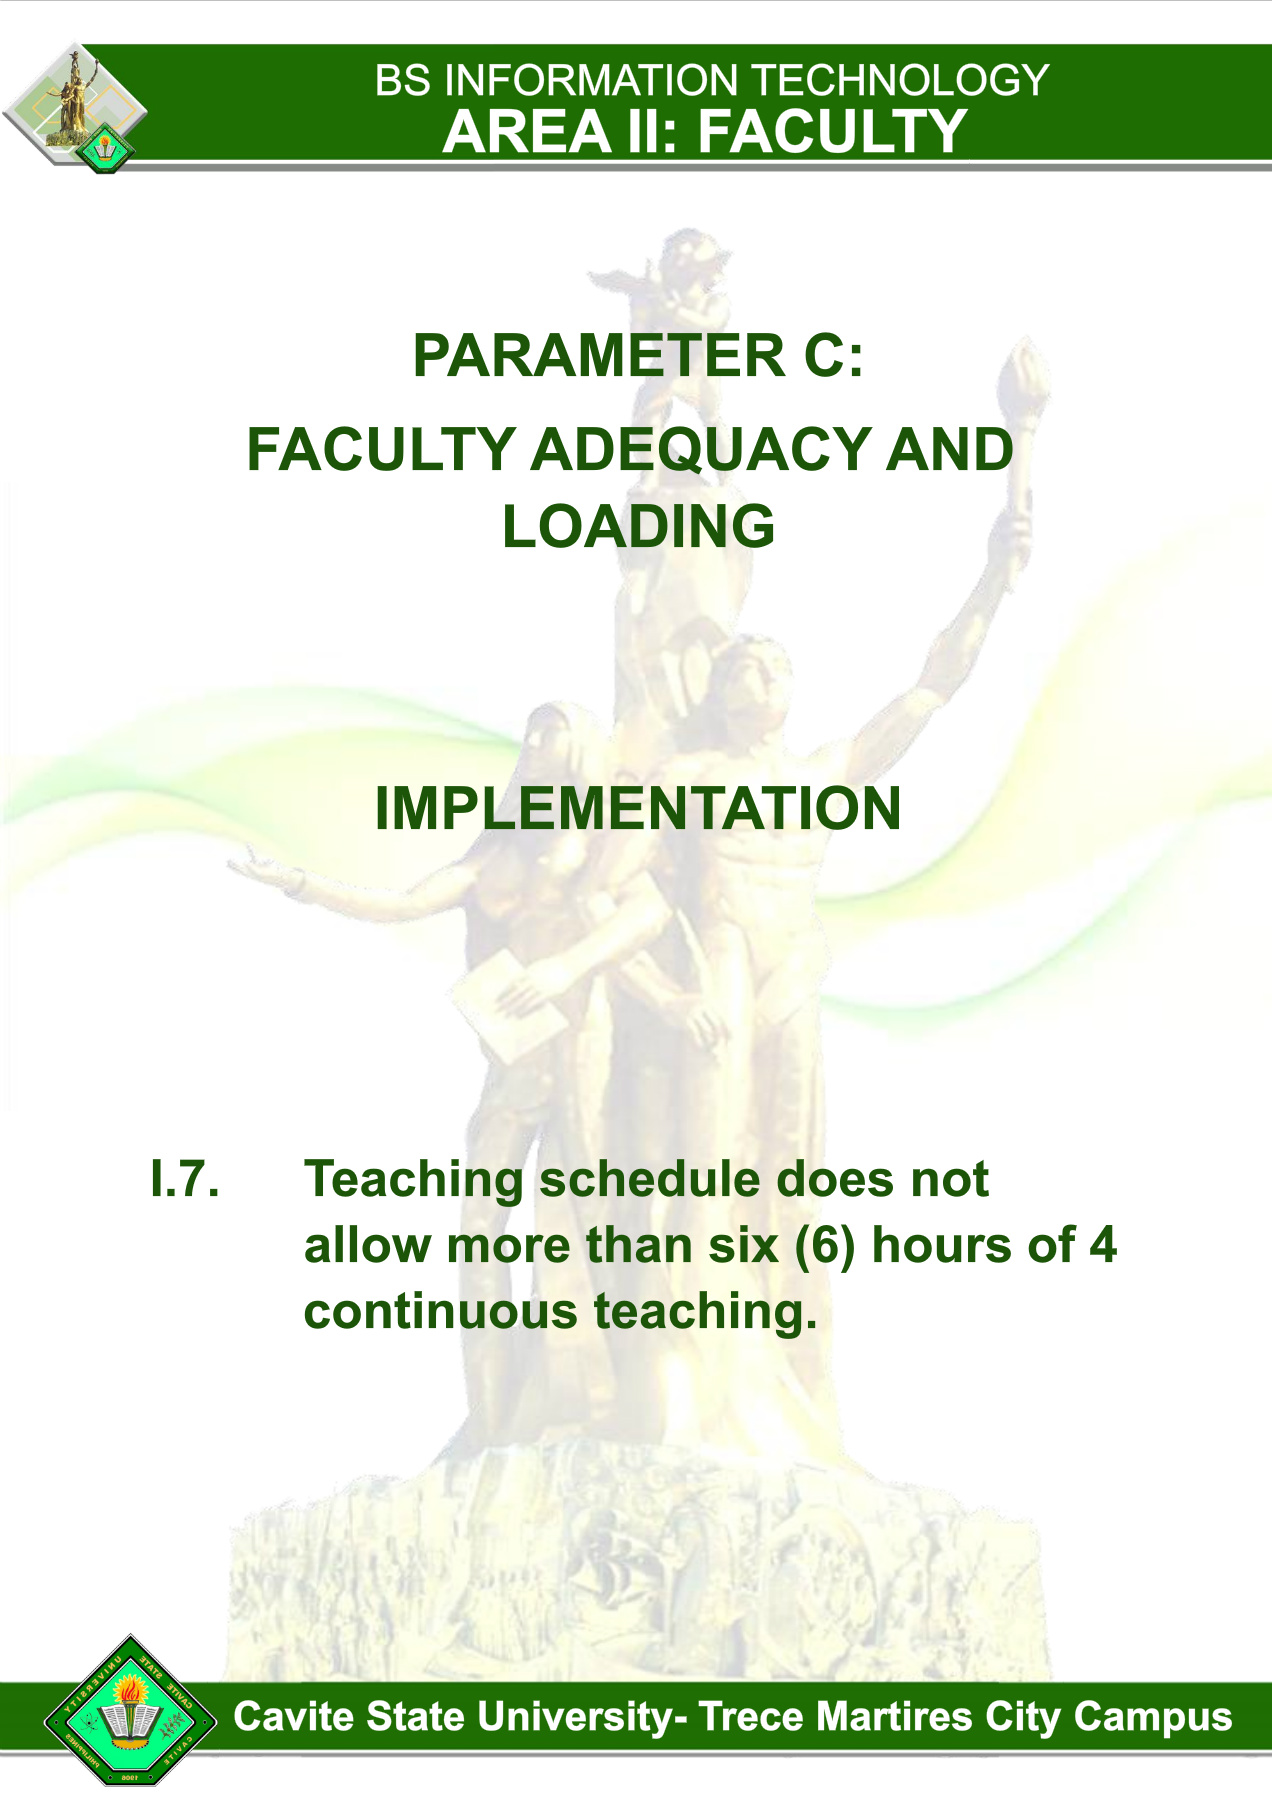 BS INFORMATION TECHNOLOGY
AREA II: FACULTY
PARAMETER C:
FACULTY ADEQUACY AND
LOADING
IMPLEMENTATION
I.7. Teaching schedule does not
allow more than six (6) hours of 4
continuous teaching.
CAVITE STATE UNIVERSITY
CAVITE PHILIPPINES
1906
Cavite State University- Trece Martires City Campus